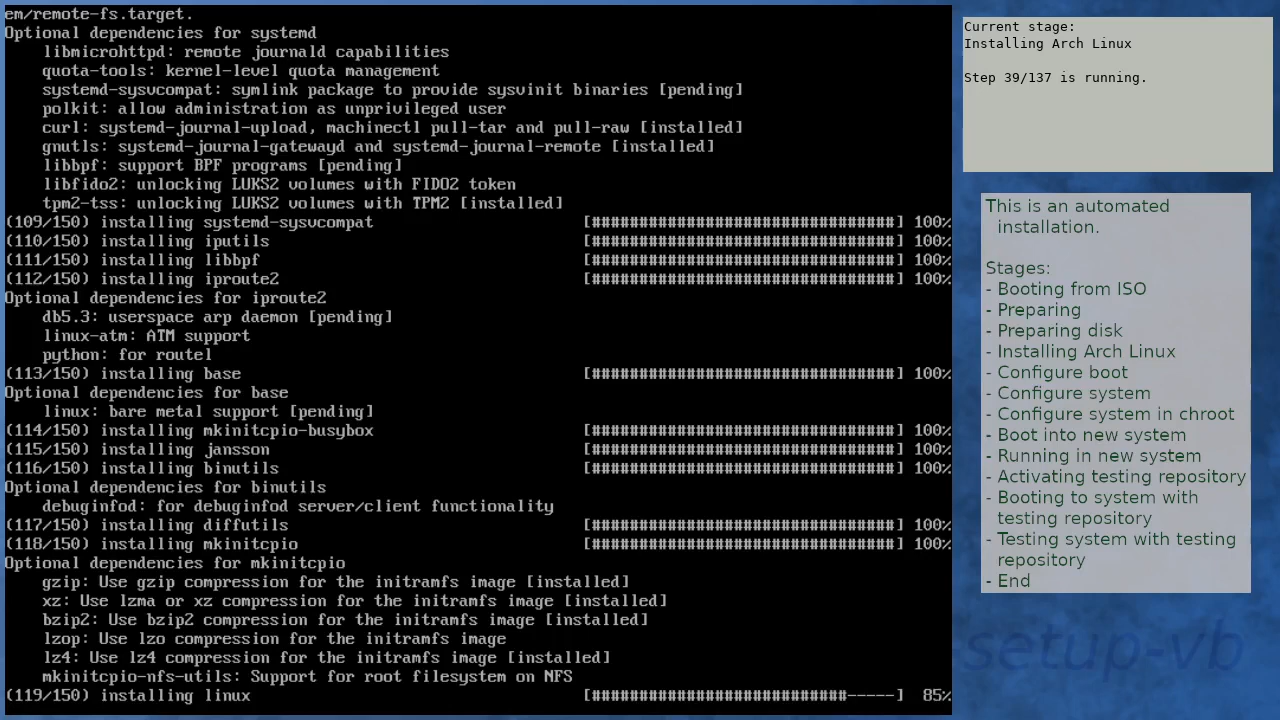 em/remote-fs.target.
Optional dependencies for systemd
    libmicrohttpd: remote journald capabilities
    quota-tools: kernel-level quota management
    systemd-sysvcompat: symlink package to provide sysvinit binaries [pending]
    polkit: allow administration as unprivileged user
    curl: systemd-journal-upload, machinectl pull-tar and pull-raw [installed]
    gnutls: systemd-journal-gatewayd and systemd-journal-remote [installed]
    libbpf: support BPF programs [pending]
    libfido2: unlocking LUKS2 volumes with FIDO2 token
    tpm2-tss: unlocking LUKS2 volumes with TPM2 [installed]
(109/150) installing systemd-sysvcompat                       [################################] 100%
(110/150) installing iputils                                  [################################] 100%
(111/150) installing libbpf                                   [################################] 100%
(112/150) installing iproute2                                 [################################] 100%
Optional dependencies for iproute2
    db5.3: userspace arp daemon [pending]
    linux-atm: ATM support
    python: for routel
(113/150) installing base                                     [################################] 100%
Optional dependencies for base
    linux: bare metal support [pending]
(114/150) installing mkinitcpio-busybox                       [################################] 100%
(115/150) installing jansson                                  [################################] 100%
(116/150) installing binutils                                 [################################] 100%
Optional dependencies for binutils
    debuginfod: for debuginfod server/client functionality
(117/150) installing diffutils                                [################################] 100%
(118/150) installing mkinitcpio                               [################################] 100%
Optional dependencies for mkinitcpio
    gzip: Use gzip compression for the initramfs image [installed]
    xz: Use lzma or xz compression for the initramfs image [installed]
    bzip2: Use bzip2 compression for the initramfs image [installed]
    lzop: Use lzo compression for the initramfs image
    lz4: Use lz4 compression for the initramfs image [installed]
    mkinitcpio-nfs-utils: Support for root filesystem on NFS
(119/150) installing linux                                    [###########################-----]  85%
Current stage:
Installing Arch Linux
Step 39/137 is running.
This is an automated
installation.
Stages:
- Booting from ISO
- Preparing
- Preparing disk
- Installing Arch Linux
- Configure boot
- Configure system
- Configure system in chroot
- Boot into new system
- Running in new system
- Activating testing repository
- Booting to system with
testing repository
- Testing system with testing
repository
- End
setup-vb